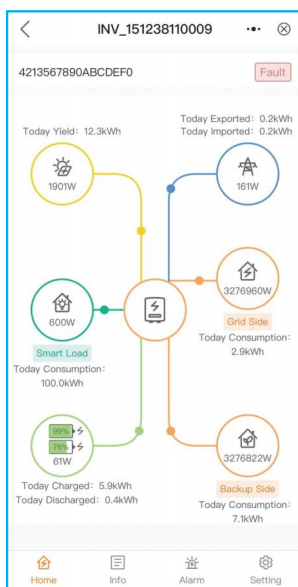 INV_151238110009
4213567890ABCDEF0
Fault
Today Yield: 12.3kWh
Today Exported: 0.2kWh
Today Imported: 0.2kWh
1901W
161W
3276960W
Grid Side
Today Consumption:
2.9kWh
600W
Smart Load
Today Consumption:
100.0kWh
99%
78%
61W
Today Charged: 5.9kWh
Today Discharged: 0.4kWh
3276822W
Backup Side
Today Consumption:
7.1kWh
Home
Info
Alarm
Setting